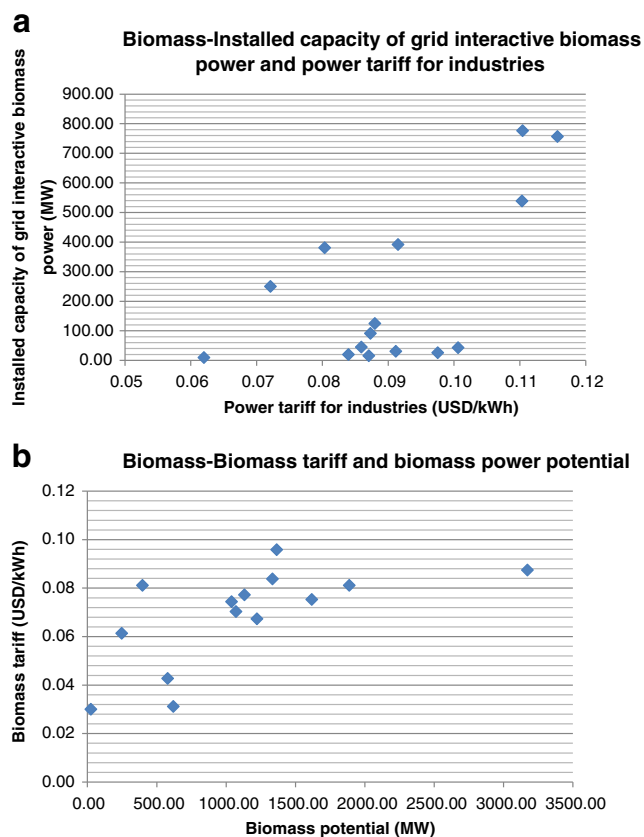 a
Biomass-Installed capacity of grid interactive biomass
power and power tariff for industries
Installed capacity of grid interactive biomass
power (MW)
900.00
800.00
700.00
600.00
500.00
400.00
300.00
200.00
100.00
0.00
0.05 0.06 0.07 0.08 0.09 0.10 0.11 0.12
Power tariff for industries (USD/kWh)
b
Biomass-Biomass tariff and biomass power potential
Biomass tariff (USD/kWh)
0.12
0.10
0.08
0.06
0.04
0.02
0.00
0.00 500.00 1000.00 1500.00 2000.00 2500.00 3000.00 3500.00
Biomass potential (MW)